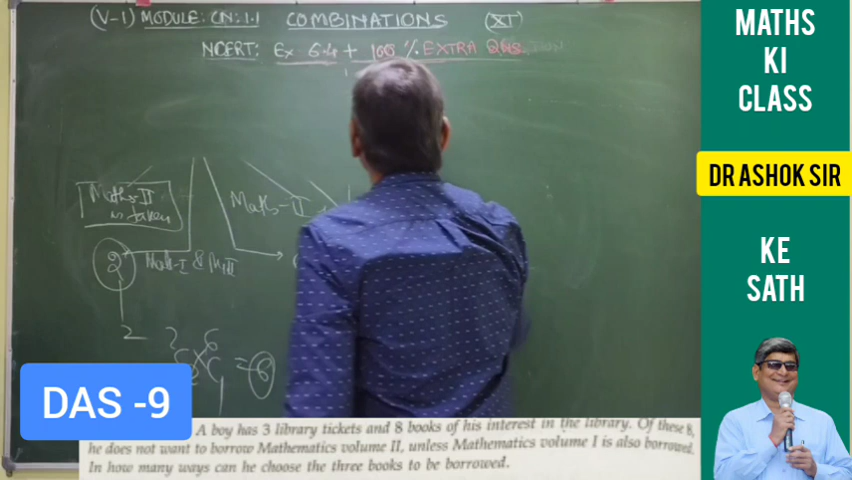 (V-1) MODULE: CN: 1.1 COMBINATIONS (XI)
NCERT: Ex 6.4 + 100 % EXTRA QNS.
Maths II
is taken
Maths-II
2
Math-I & M-II
2
²C₂ × ⁶C₁ = 6
DAS -9
A boy has 3 library tickets and 8 books of his interest in the library. Of these 8,
he does not want to borrow Mathematics volume II, unless Mathematics volume I is also borrowed.
In how many ways can he choose the three books to be borrowed.
MATHS
KI
CLASS
DR ASHOK SIR
KE
SATH